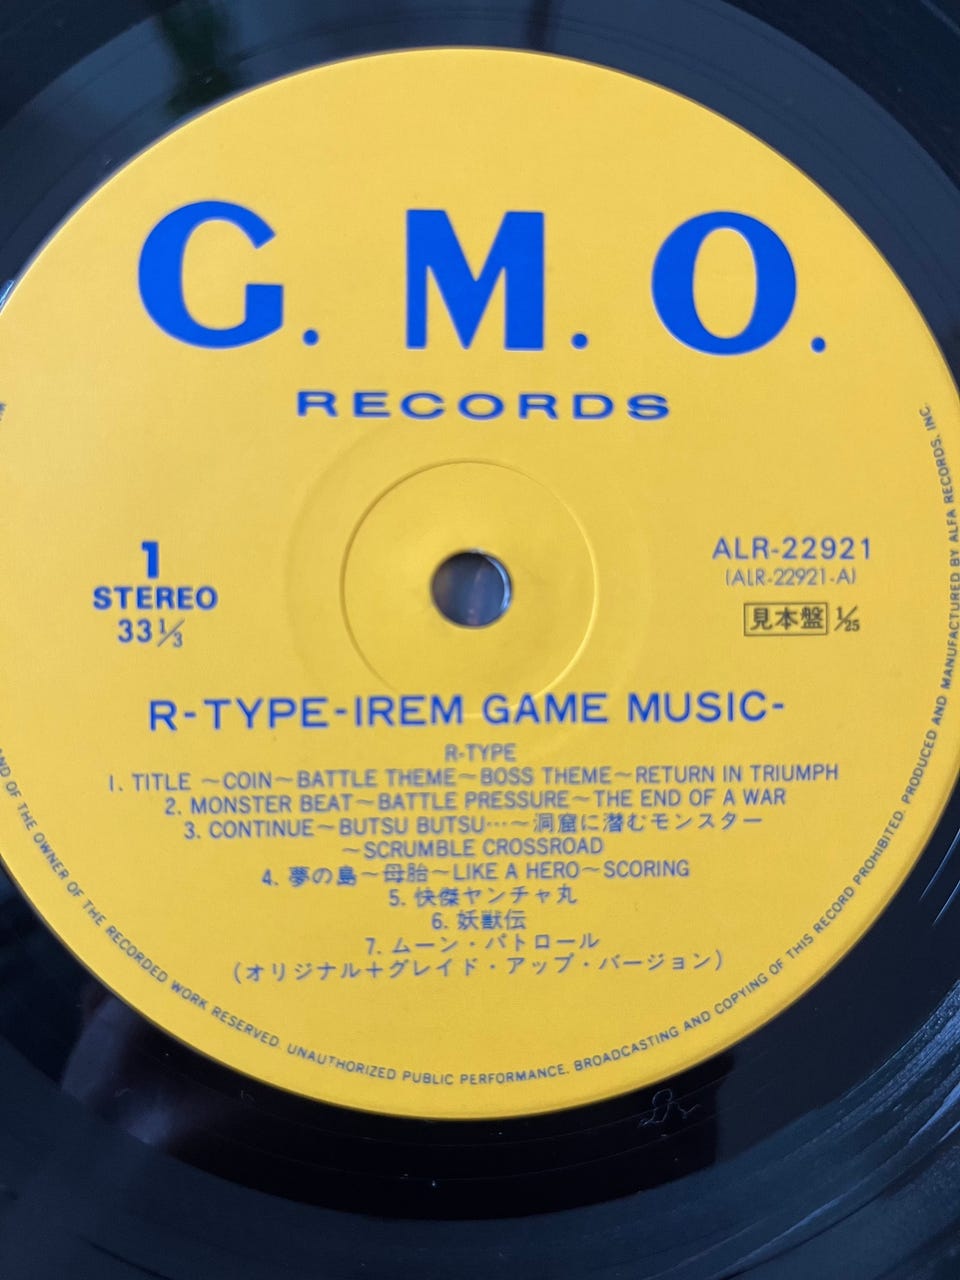 G. M. O.
RECORDS
1
STEREO
33 1/3
ALR-22921
(ALR-22921-A)
見本盤 1/25
R-TYPE-IREM GAME MUSIC-
R-TYPE
1. TITLE ～COIN～BATTLE THEME～BOSS THEME～RETURN IN TRIUMPH
2. MONSTER BEAT～BATTLE PRESSURE～THE END OF A WAR
3. CONTINUE～BUTSU BUTSU…～洞窟に潜むモンスター
～SCRUMBLE CROSSROAD
4. 夢の島～母胎～LIKE A HERO～SCORING
5. 快傑ヤンチャ丸
6. 妖獣伝
7. ムーン・パトロール
(オリジナル＋グレイド・アップ・バージョン)
AND OF THE OWNER OF THE RECORDED WORK RESERVED. UNAUTHORIZED PUBLIC PERFORMANCE. BROADCASTING AND COPYING OF THIS RECORD PROHIBITED. PRODUCED AND MANUFACTURED BY ALFA RECORDS. INC.